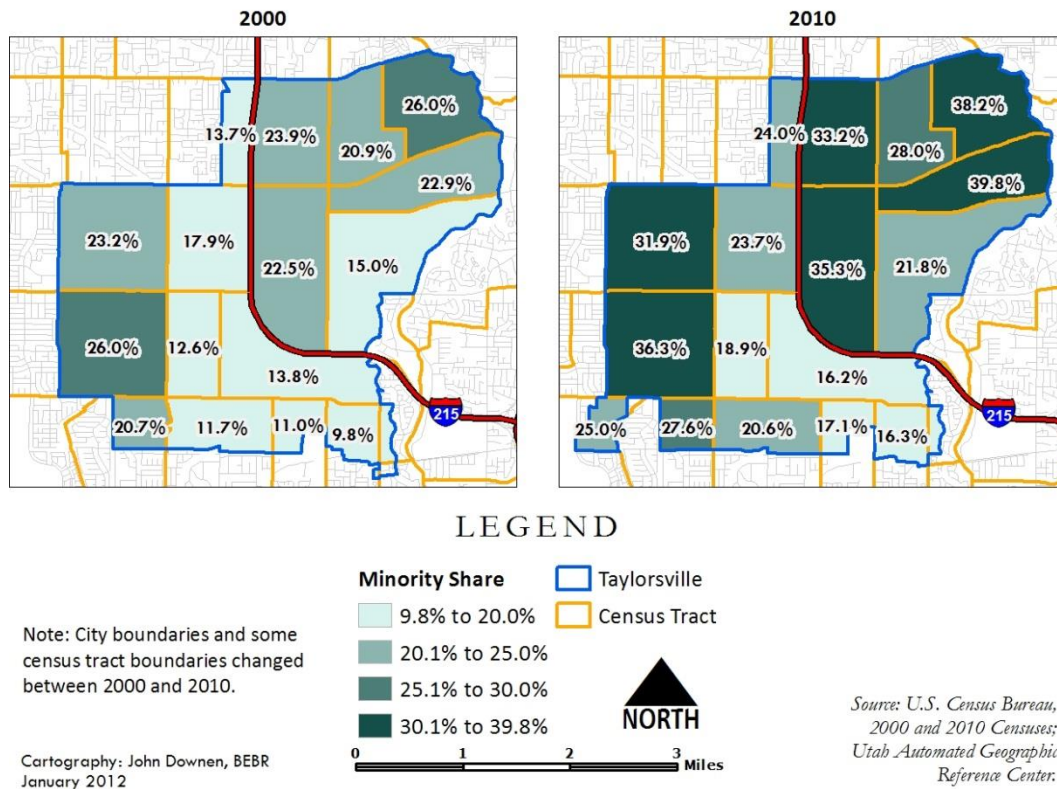 2000
2010
26.0%
13.7%
23.9%
20.9%
22.9%
23.2%
17.9%
22.5%
15.0%
26.0%
12.6%
13.8%
20.7%
11.7%
11.0%
9.8%
215
38.2%
24.0%
33.2%
28.0%
39.8%
31.9%
23.7%
35.3%
21.8%
36.3%
18.9%
16.2%
25.0%
27.6%
20.6%
17.1%
16.3%
215
LEGEND
Minority Share
9.8% to 20.0%
20.1% to 25.0%
25.1% to 30.0%
30.1% to 39.8%
Taylorsville
Census Tract
NORTH
0 1 2 3
Miles
Note: City boundaries and some
census tract boundaries changed
between 2000 and 2010.
Cartography: John Downen, BEBR
January 2012
Source: U.S. Census Bureau,
2000 and 2010 Censuses;
Utah Automated Geographic
Reference Center.